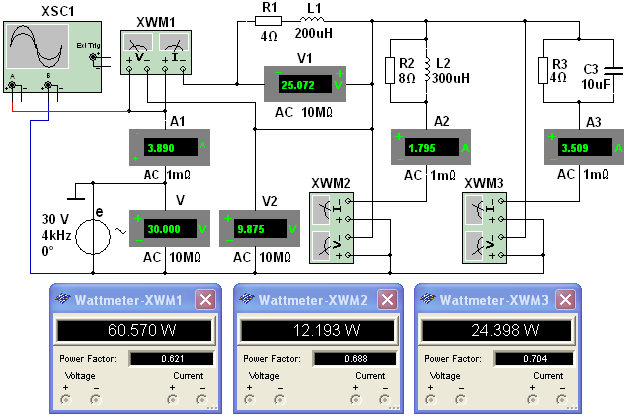 XSC1
Ext Trig
A
B
XWM1
V
I
R1
4Ω
L1
200uH
V1
25.072 V
AC 10MΩ
R2
8Ω
L2
300uH
R3
4Ω
C3
10uF
A1
3.890 A
AC 1mΩ
A2
1.795 A
AC 1mΩ
A3
3.509 A
AC 1mΩ
XWM2
I
V
XWM3
I
V
30 V
4kHz
0°
e
V
30.000 V
AC 10MΩ
V2
9.875 V
AC 10MΩ
Wattmeter-XWM1
60.570 W
Power Factor: 0.621
Voltage Current
+ − + −
Wattmeter-XWM2
12.193 W
Power Factor: 0.688
Voltage Current
+ − + −
Wattmeter-XWM3
24.398 W
Power Factor: 0.704
Voltage Current
+ − + −